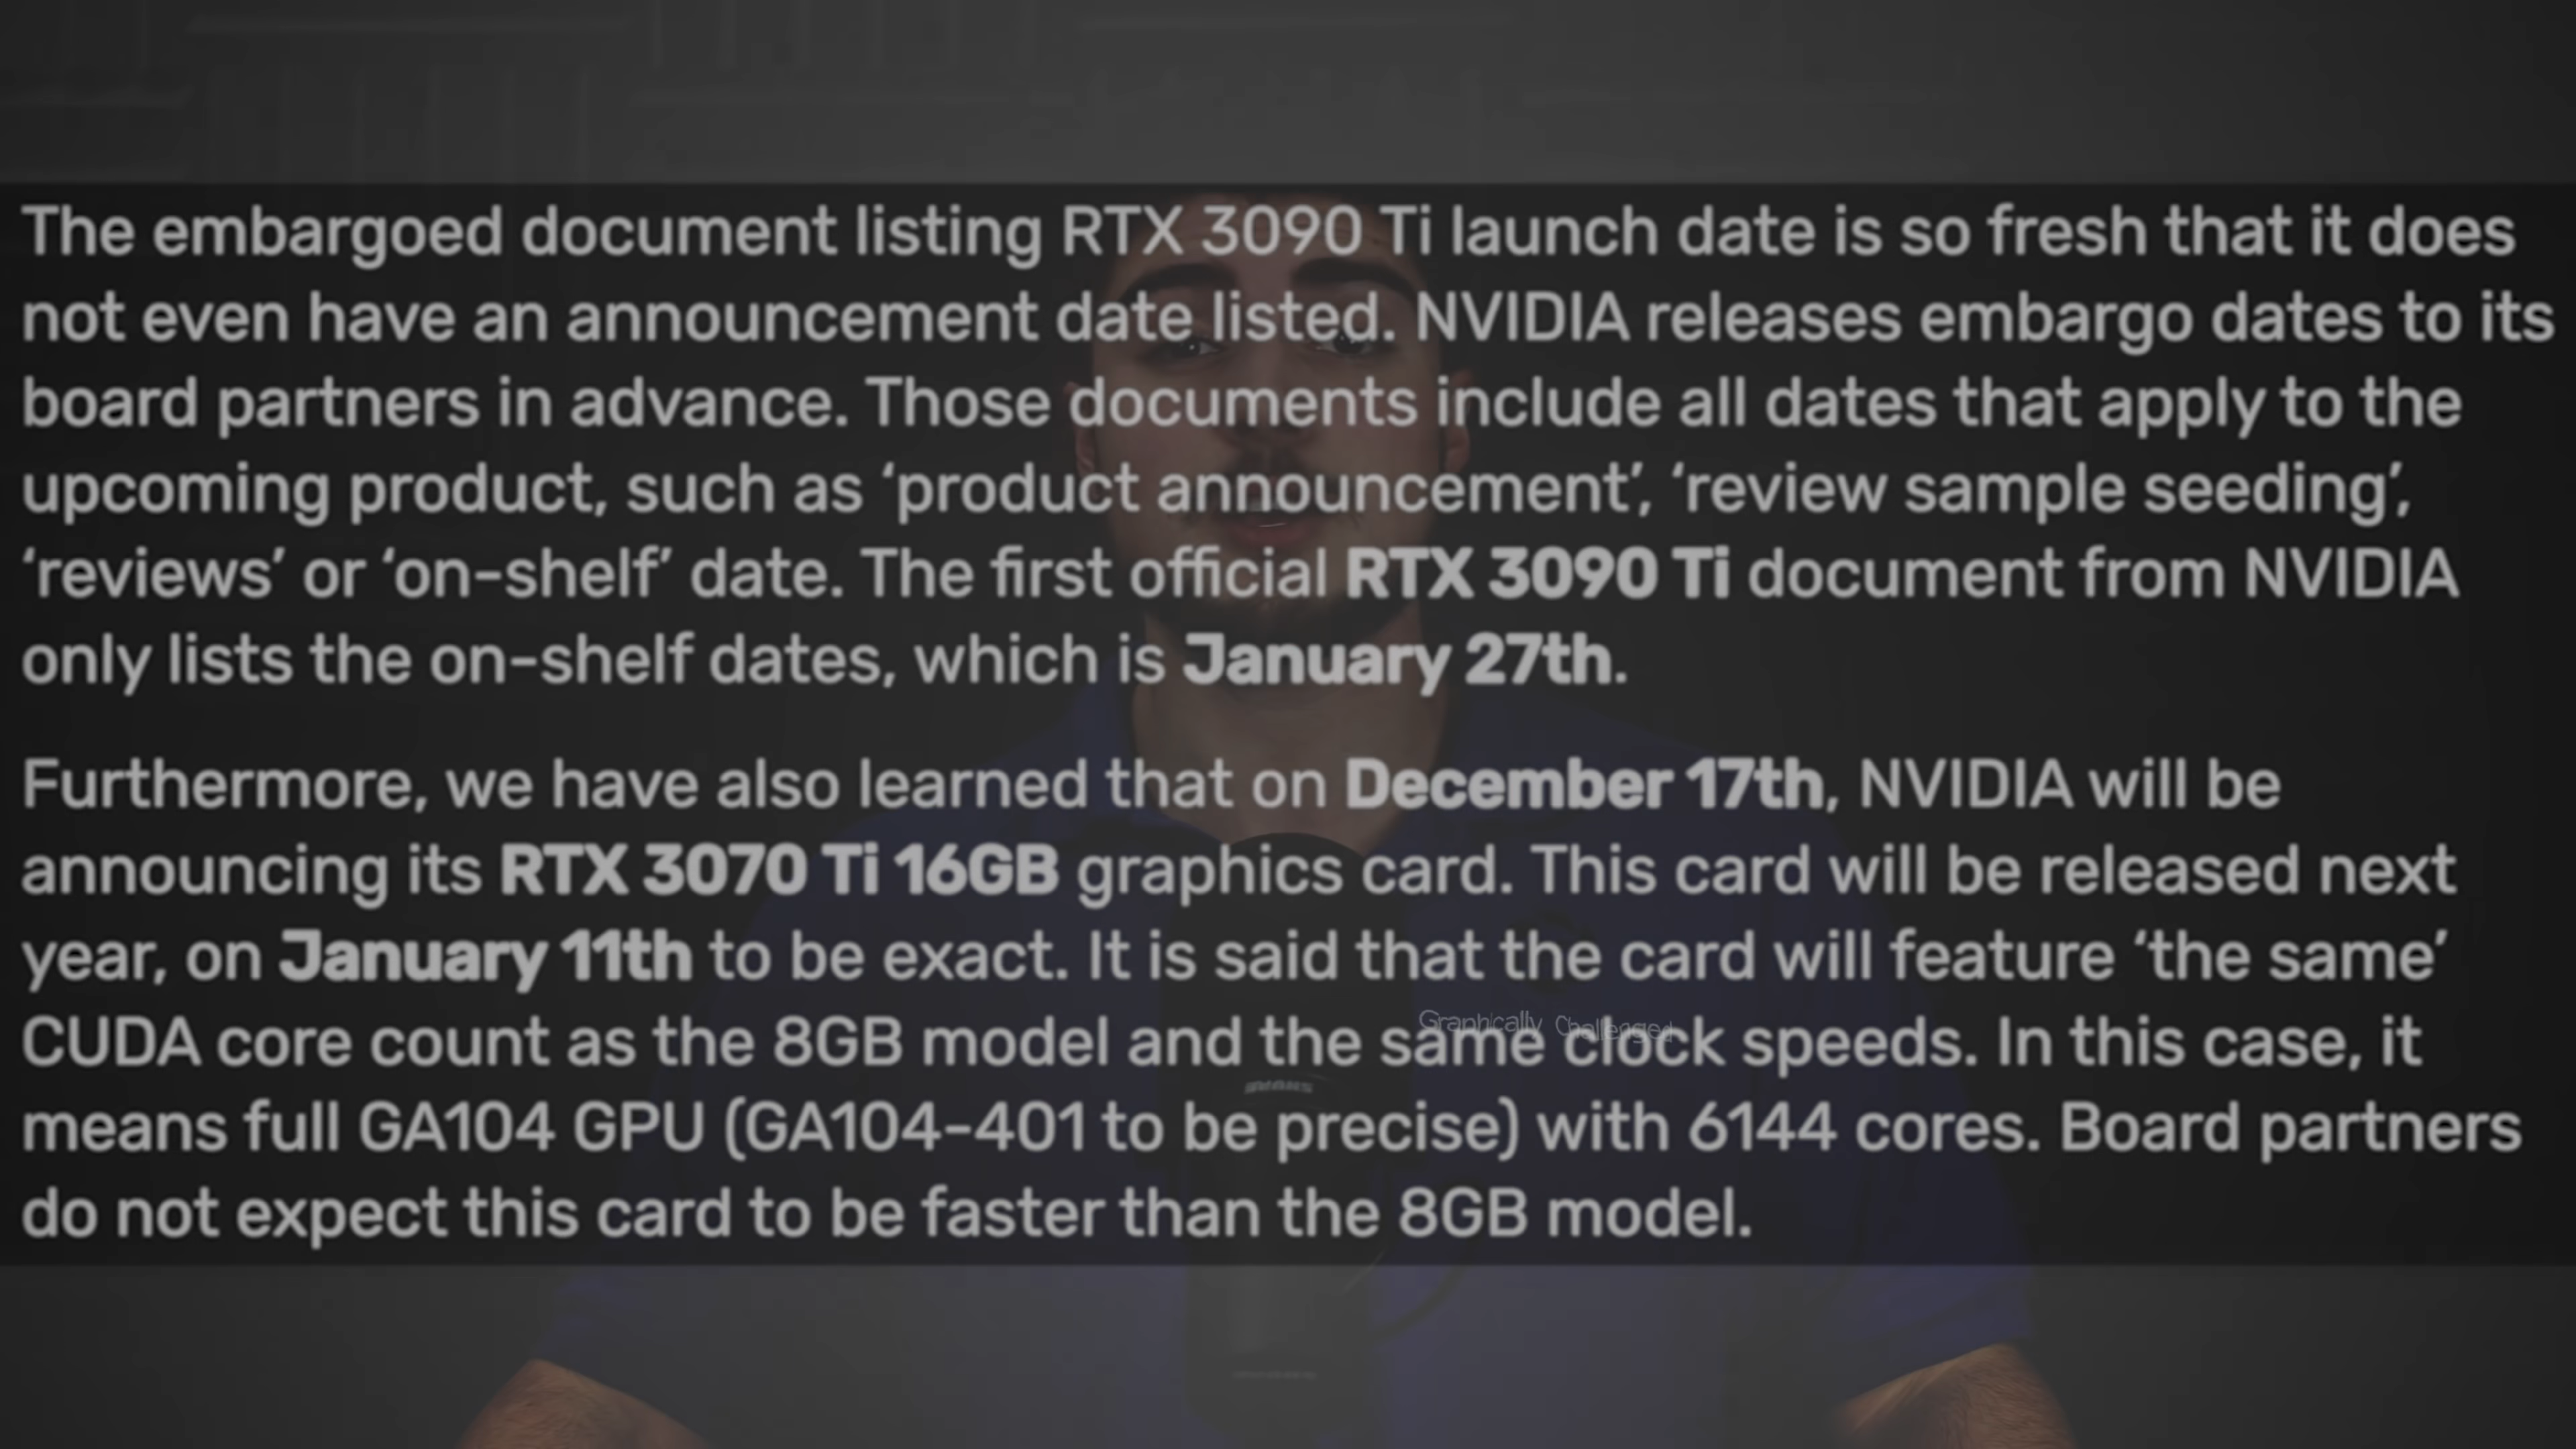 The embargoed document listing RTX 3090 Ti launch date is so fresh that it does
not even have an announcement date listed. NVIDIA releases embargo dates to its
board partners in advance. Those documents include all dates that apply to the
upcoming product, such as ‘product announcement’, ‘review sample seeding’,
‘reviews’ or ‘on-shelf’ date. The first official RTX 3090 Ti document from NVIDIA
only lists the on-shelf dates, which is January 27th.
Furthermore, we have also learned that on December 17th, NVIDIA will be
announcing its RTX 3070 Ti 16GB graphics card. This card will be released next
year, on January 11th to be exact. It is said that the card will feature ‘the same’
CUDA core count as the 8GB model and the same clock speeds. In this case, it
means full GA104 GPU (GA104-401 to be precise) with 6144 cores. Board partners
do not expect this card to be faster than the 8GB model.
Graphically Challenged